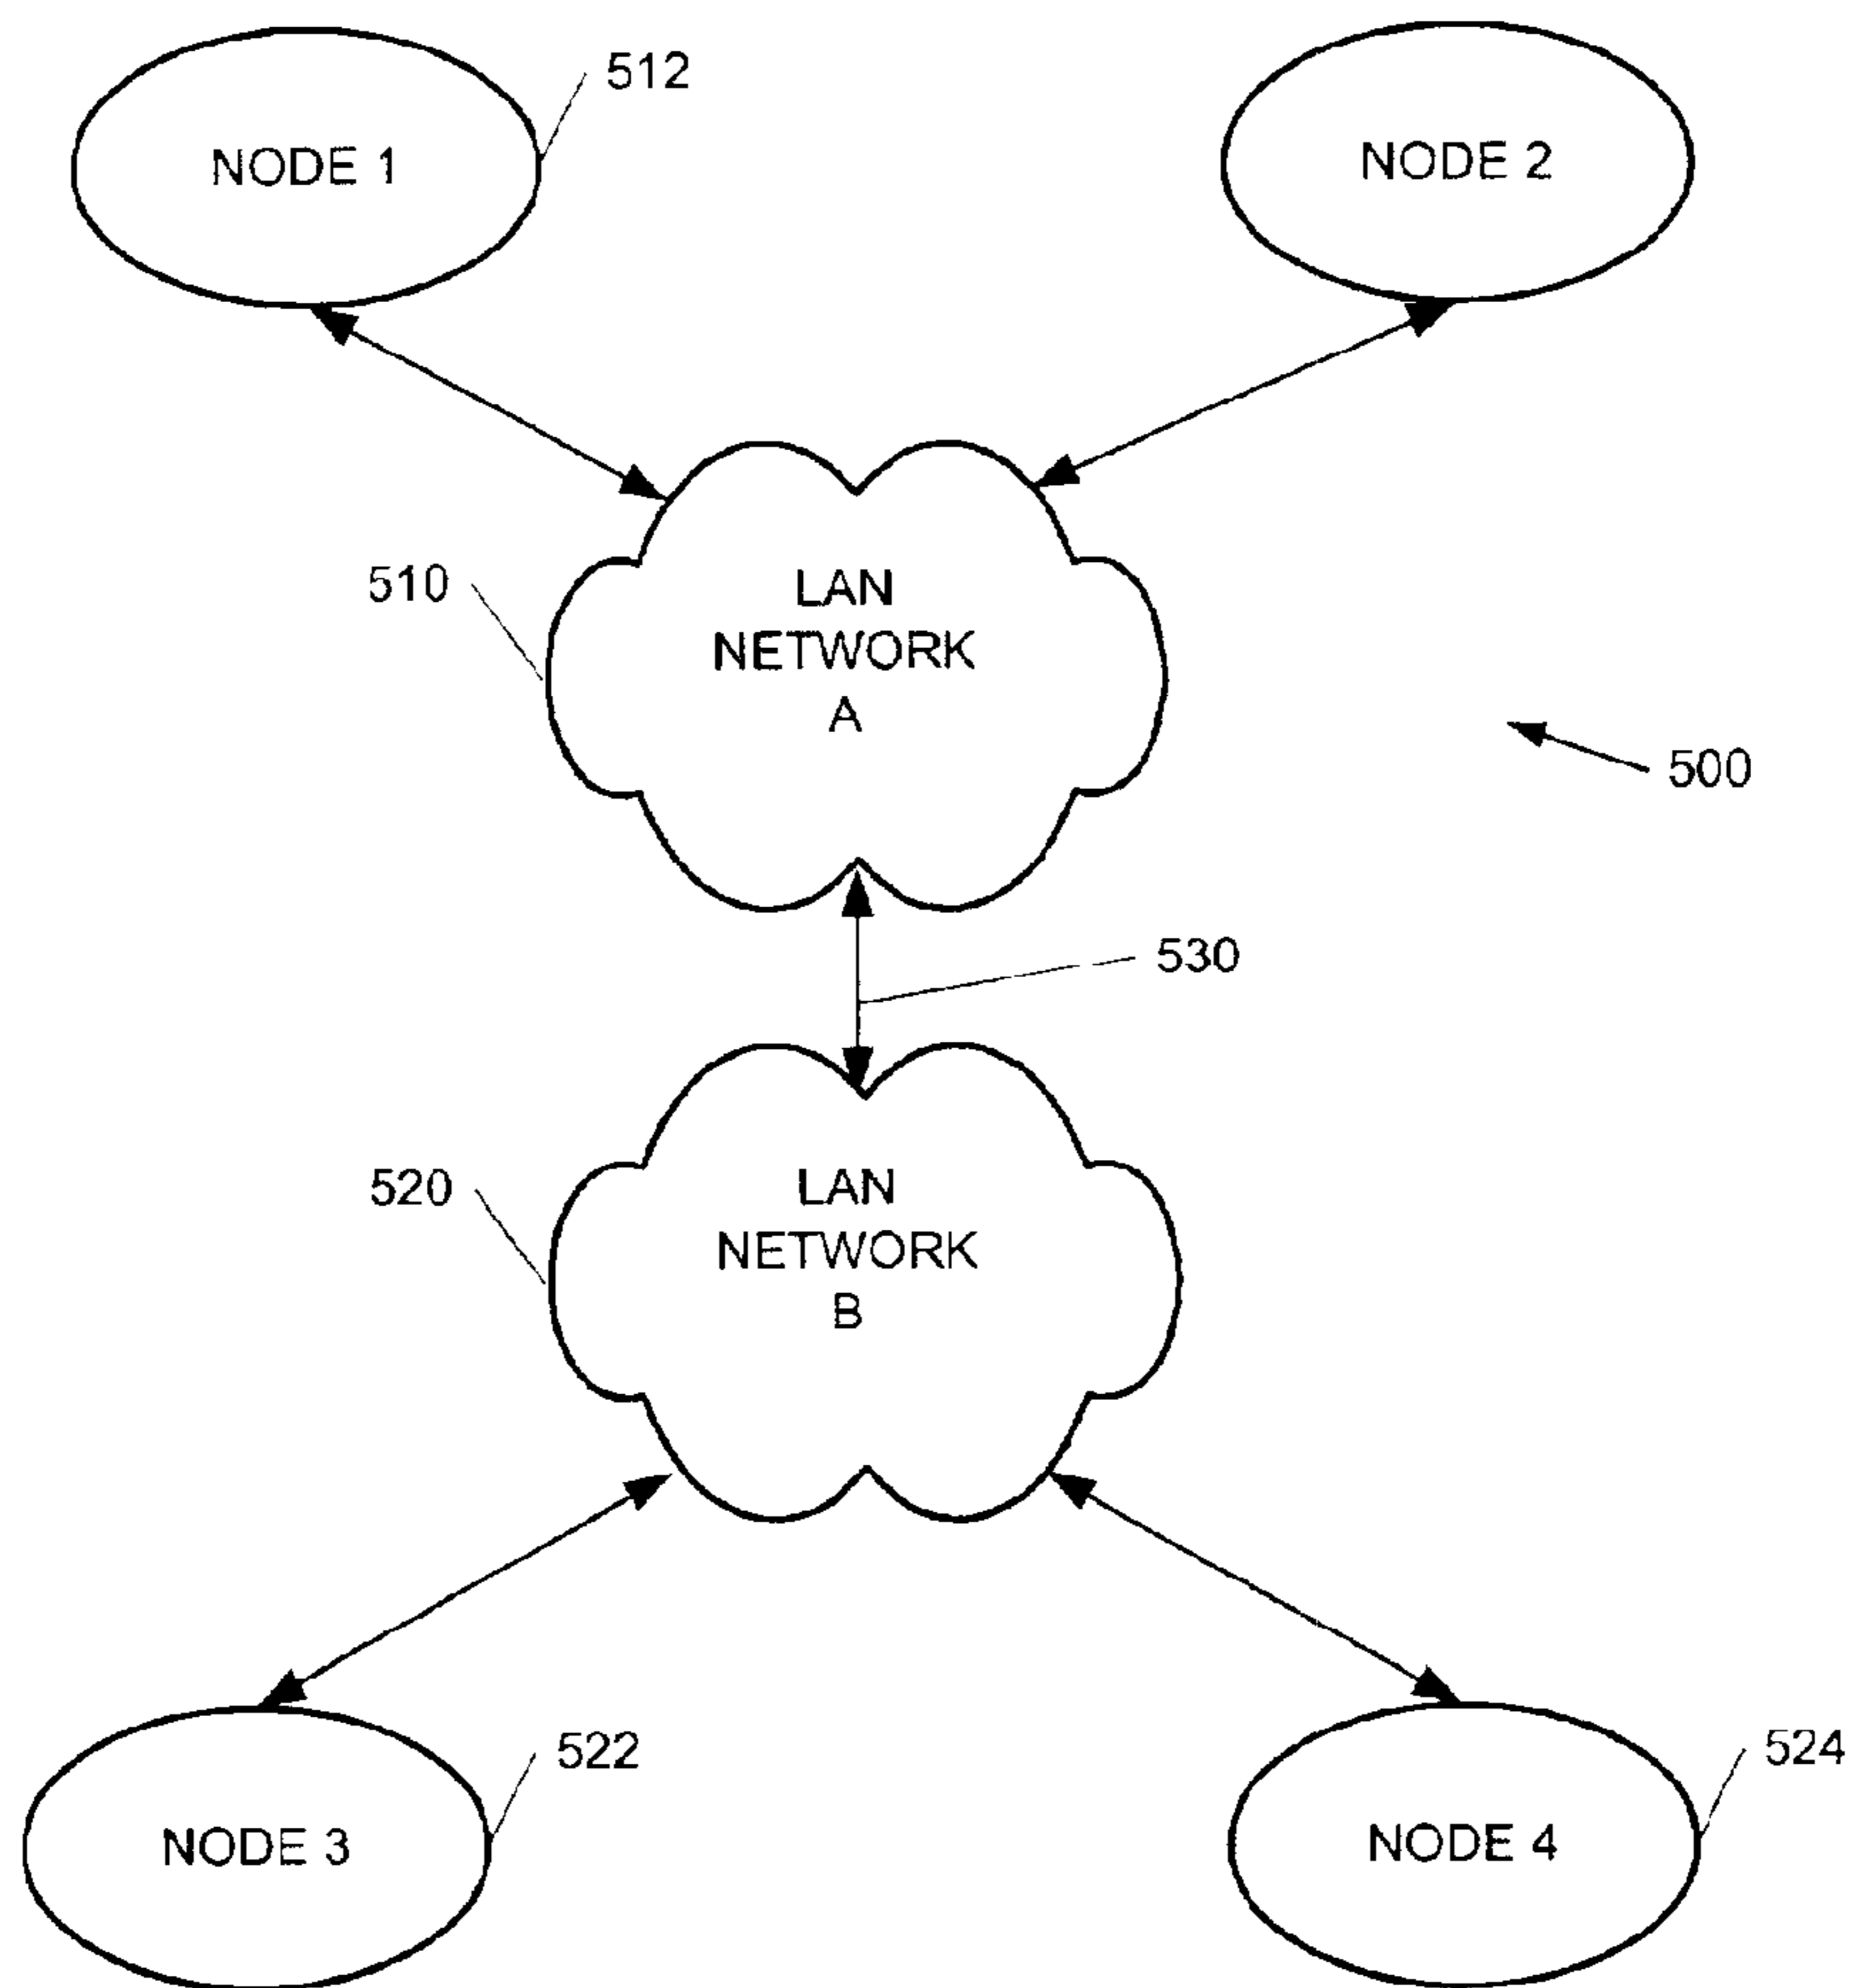 512
NODE 1
NODE 2
510
LAN
NETWORK
A
500
530
520
LAN
NETWORK
B
522
524
NODE 3
NODE 4